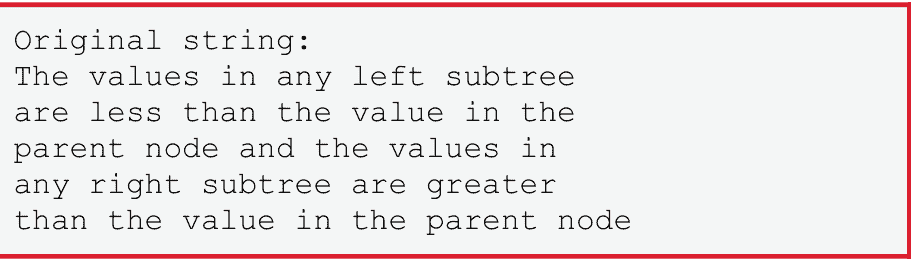 Original string:
The values in any left subtree
are less than the value in the
parent node and the values in
any right subtree are greater
than the value in the parent node